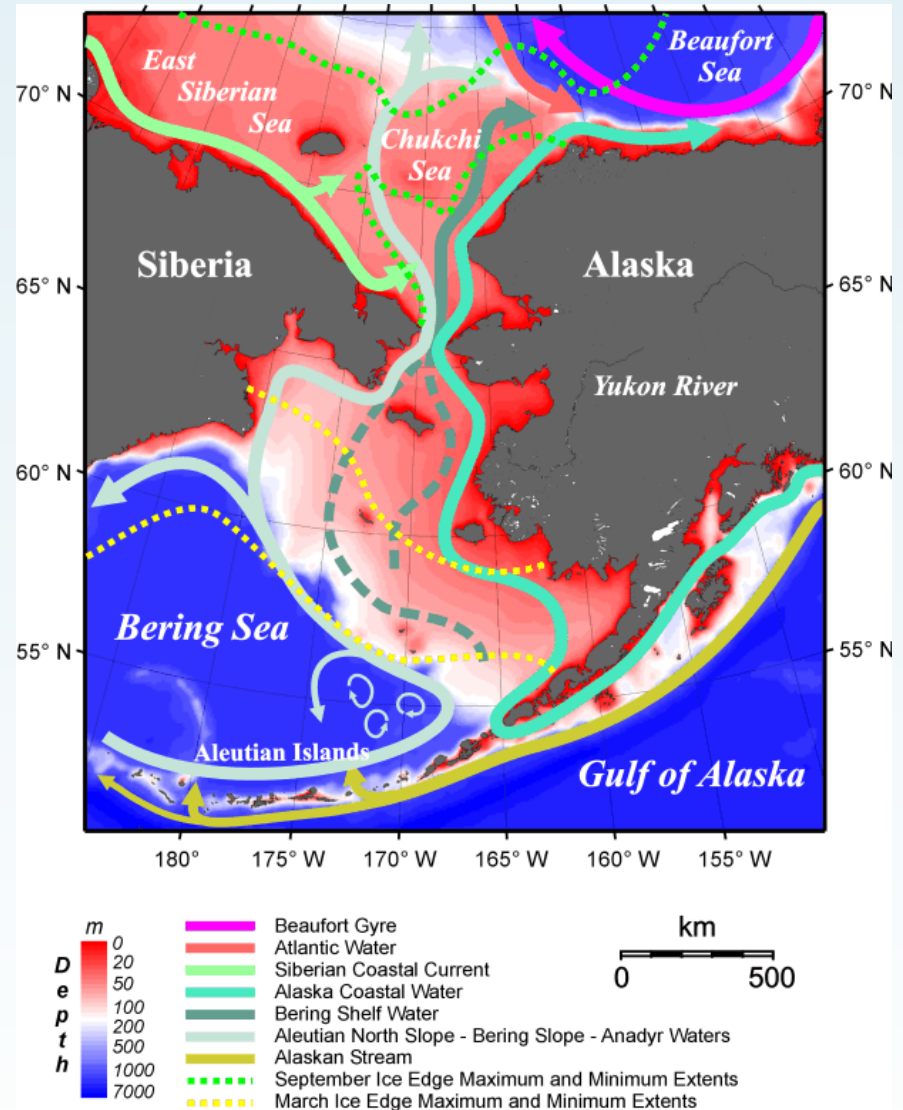 East
Siberian
Sea
Beaufort
Sea
70° N
70° N
Chukchi
Sea
Siberia
Alaska
65° N
65° N
Yukon River
60° N
60° N
Bering Sea
55° N
55° N
Aleutian Islands
Gulf of Alaska
180°
175° W
170° W
165° W
160° W
155° W
m
Depth
0
20
50
100
200
500
1000
7000
Beaufort Gyre
Atlantic Water
Siberian Coastal Current
Alaska Coastal Water
Bering Shelf Water
Aleutian North Slope - Bering Slope - Anadyr Waters
Alaskan Stream
September Ice Edge Maximum and Minimum Extents
March Ice Edge Maximum and Minimum Extents
km
0 500